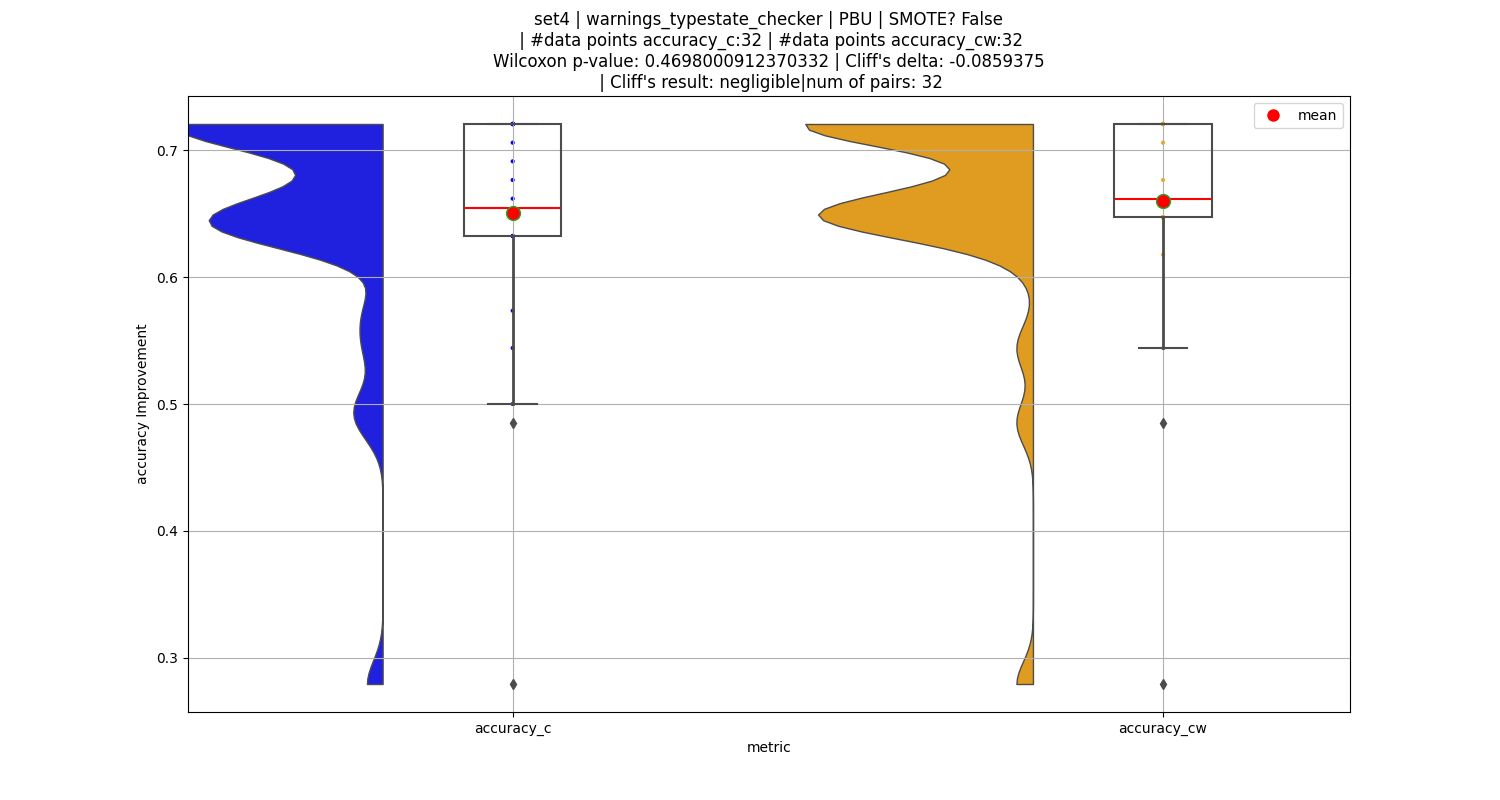 set4 | warnings_typestate_checker | PBU | SMOTE? False
| #data points accuracy_c:32 | #data points accuracy_cw:32
Wilcoxon p-value: 0.4698000912370332 | Cliff's delta: -0.0859375
| Cliff's result: negligible|num of pairs: 32
mean
0.7
0.6
0.5
0.4
0.3
accuracy Improvement
accuracy_c
accuracy_cw
metric